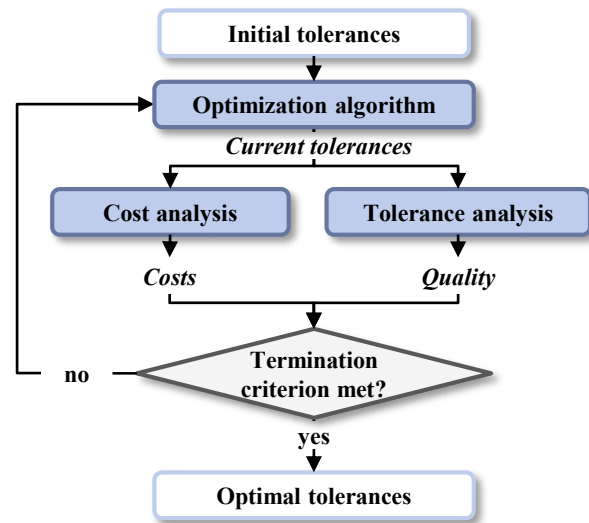 Initial tolerances
Optimization algorithm
Current tolerances
Cost analysis
Tolerance analysis
Costs
Quality
Termination
criterion met?
no
yes
Optimal tolerances